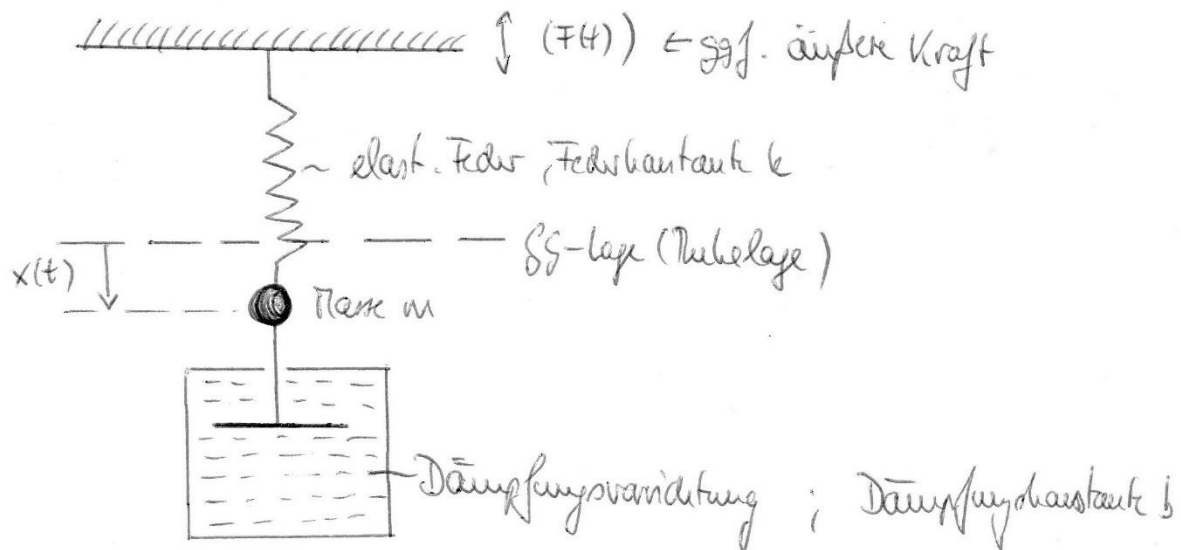 (F(t)) ← ggf. äußere Kraft
elast. Feder, Federkonstante k
GG-Lage (Ruhelage)
x(t)
Masse m
Dämpfungsvorrichtung ; Dämpfungskonstante b